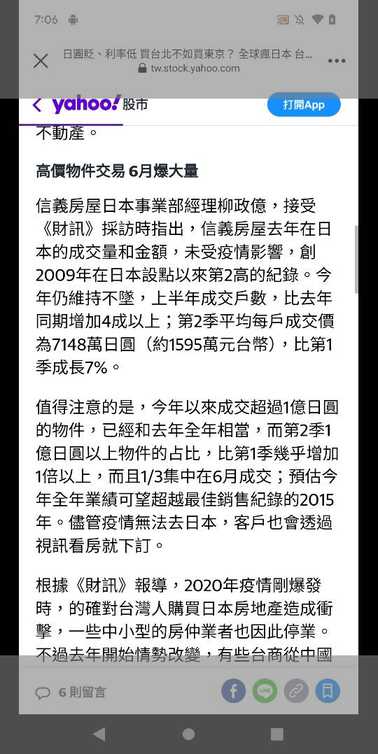 7:06
日圓貶、利率低 買台北不如買東京？ 全球瘋日本 台...
tw.stock.yahoo.com
yahoo!股市
打開App
不動產。
高價物件交易 6月爆大量
信義房屋日本事業部經理柳政億，接受
《財訊》採訪時指出，信義房屋去年在日
本的成交量和金額，未受疫情影響，創
2009年在日本設點以來第2高的紀錄。今
年仍維持不墜，上半年成交戶數，比去年
同期增加4成以上；第2季平均每戶成交價
為7148萬日圓（約1595萬元台幣），比第1
季成長7%。
值得注意的是，今年以來成交超過1億日圓
的物件，已經和去年全年相當，而第2季1
億日圓以上物件的占比，比第1季幾乎增加
1倍以上，而且1/3集中在6月成交；預估今
年全年業績可望超越最佳銷售紀錄的2015
年。儘管疫情無法去日本，客戶也會透過
視訊看房就下訂。
根據《財訊》報導，2020年疫情剛爆發
時，的確對台灣人購買日本房地產造成衝
擊，一些中小型的房仲業者也因此停業。
不過去年開始情勢改變，有些台商從中國
6 則留言